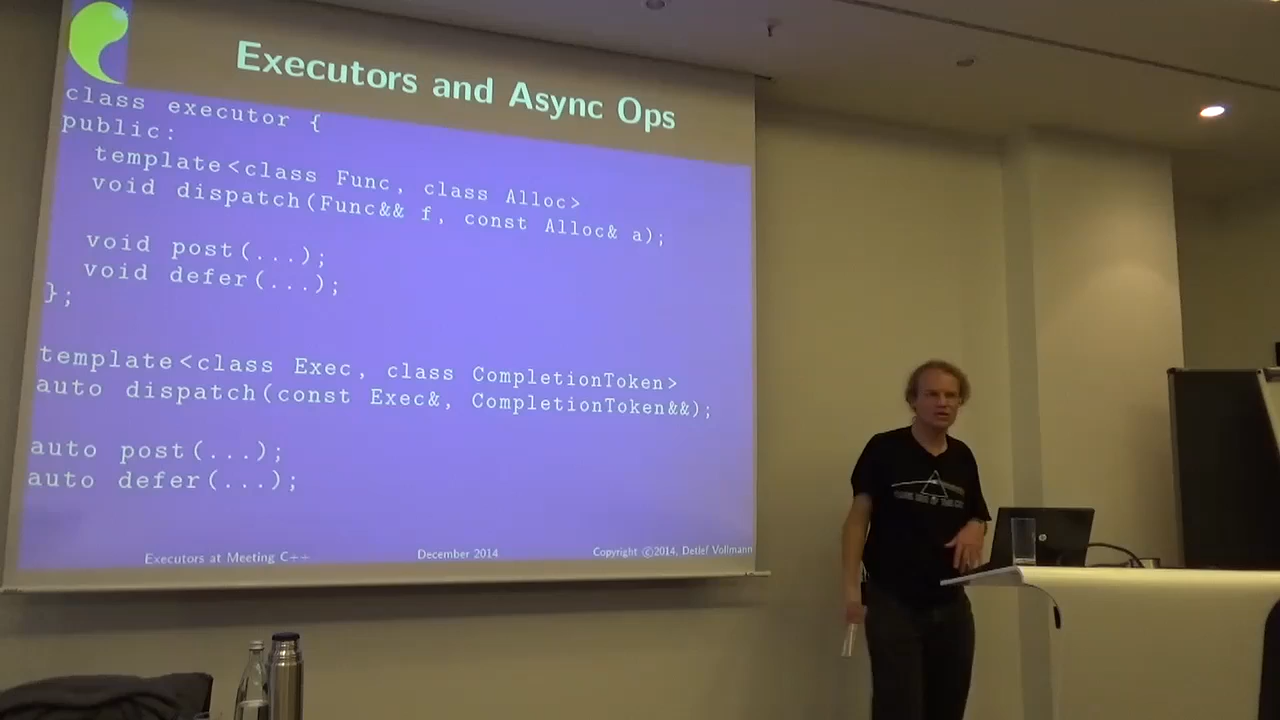 Executors and Async Ops
class executor {
public:
template<class Func, class Alloc>
void dispatch(Func&& f, const Alloc& a);
void post(...);
void defer(...);
};
template<class Exec, class CompletionToken>
auto dispatch(const Exec&, CompletionToken&&);
auto post(...);
auto defer(...);
Executors at Meeting C++
December 2014
Copyright ©2014, Detlef Vollmann
hp